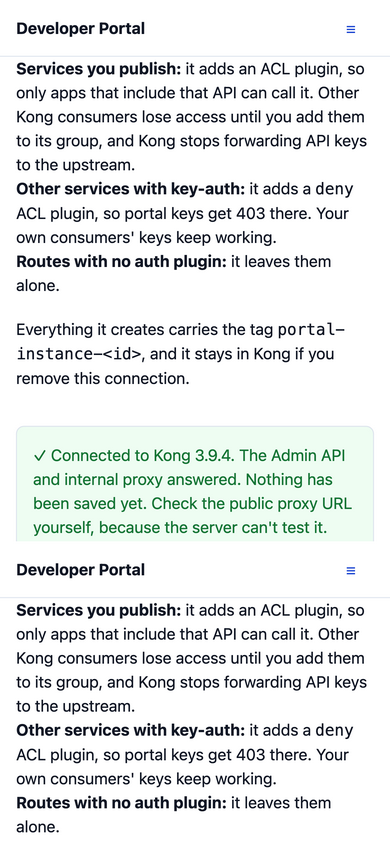 Developer Portal
≡
Services you publish: it adds an ACL plugin, so
only apps that include that API can call it. Other
Kong consumers lose access until you add them
to its group, and Kong stops forwarding API keys
to the upstream.
Other services with key-auth: it adds a deny
ACL plugin, so portal keys get 403 there. Your
own consumers' keys keep working.
Routes with no auth plugin: it leaves them
alone.
Everything it creates carries the tag portal-
instance-<id>, and it stays in Kong if you
remove this connection.
✓ Connected to Kong 3.9.4. The Admin API
and internal proxy answered. Nothing has
been saved yet. Check the public proxy URL
yourself, because the server can't test it.
Developer Portal
≡
Services you publish: it adds an ACL plugin, so
only apps that include that API can call it. Other
Kong consumers lose access until you add them
to its group, and Kong stops forwarding API keys
to the upstream.
Other services with key-auth: it adds a deny
ACL plugin, so portal keys get 403 there. Your
own consumers' keys keep working.
Routes with no auth plugin: it leaves them
alone.